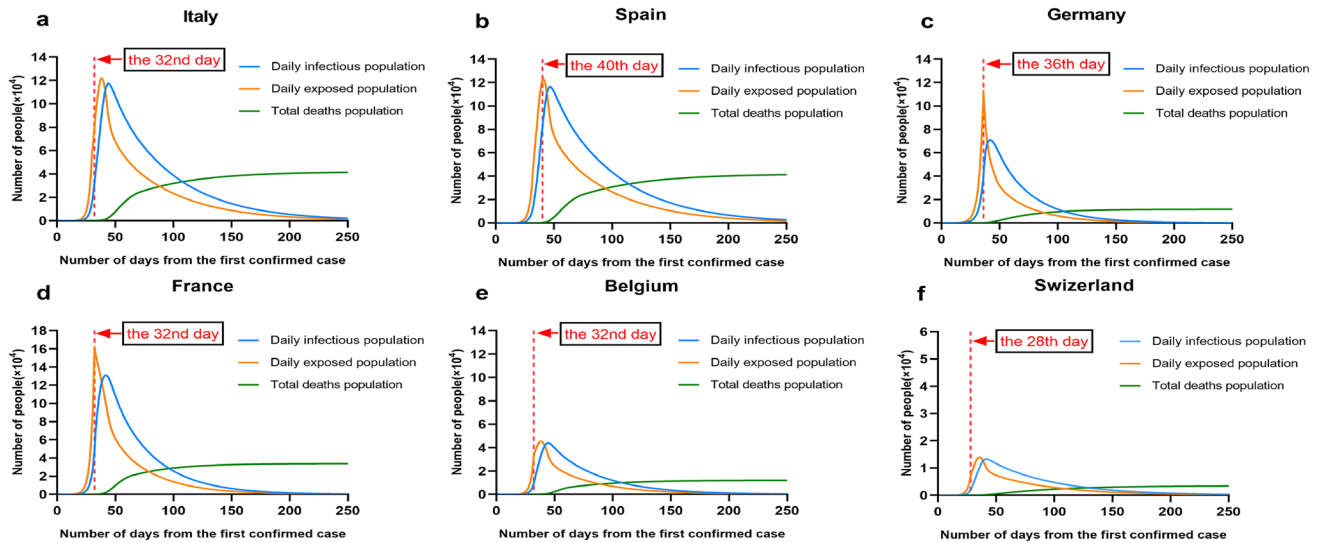 a
Italy
the 32nd day
Daily infectious population
Daily exposed population
Total deaths population
Number of people(×10⁴)
14
12
10
8
6
4
2
0
0 50 100 150 200 250
Number of days from the first confirmed case
b
Spain
the 40th day
Daily infectious population
Daily exposed population
Total deaths population
Number of people(×10⁴)
14
12
10
8
6
4
2
0
0 50 100 150 200 250
Number of days from the first confirmed case
c
Germany
the 36th day
Daily infectious population
Daily exposed population
Total deaths population
Number of people(×10⁴)
14
12
10
8
6
4
2
0
0 50 100 150 200 250
Number of days from the first confirmed case
d
France
the 32nd day
Daily infectious population
Daily exposed population
Total deaths population
Number of people(×10⁴)
18
16
14
12
10
8
6
4
2
0
0 50 100 150 200 250
Number of days from the first confirmed case
e
Belgium
the 32nd day
Daily infectious population
Daily exposed population
Total deaths population
Number of people(×10⁴)
14
12
10
8
6
4
2
0
0 50 100 150 200 250
Number of days from the first confirmed case
f
Swizerland
the 28th day
Daily infectious population
Daily exposed population
Total deaths population
Number of people(×10⁴)
6
5
4
3
2
1
0
0 50 100 150 200 250
Number of days from the first confirmed case